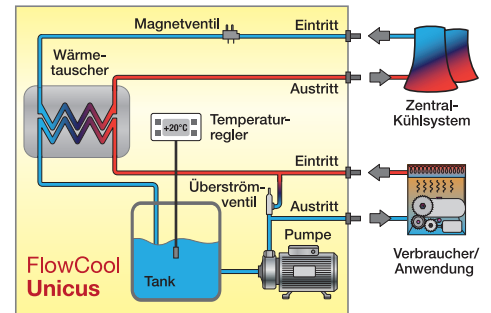 Magnetventil
Eintritt
Wärme-
tauscher
Austritt
Zentral-
Kühlsystem
+20°C
Temperatur-
regler
Eintritt
Überström-
ventil
Austritt
Pumpe
FlowCool
Unicus
Tank
Verbraucher/
Anwendung